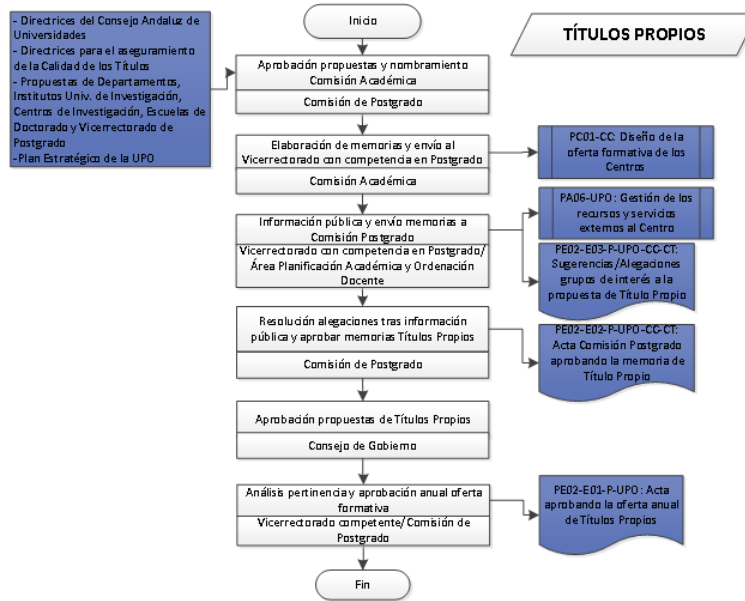 Inicio
TÍTULOS PROPIOS
- Directrices del Consejo Andaluz de
Universidades
- Directrices para el aseguramiento
de la Calidad de los Títulos
- Propuestas de Departamentos,
Institutos Univ. de Investigación,
Centros de Investigación, Escuelas de
Doctorado y Vicerrectorado de
Postgrado
-Plan Estratégico de la UPO
Aprobación propuestas y nombramiento
Comisión Académica
Comisión de Postgrado
Elaboración de memorias y envío al
Vicerrectorado con competencia en Postgrado
Comisión Académica
PC01-CC: Diseño de la
oferta formativa de los
Centros
Información pública y envío memorias a
Comisión Postgrado
Vicerrectorado con competencia en Postgrado/
Área Planificación Académica y Ordenación
Docente
PA06-UPO: Gestión de los
recursos y servicios
externos al Centro
PE02-E03-P-UPO-CG-CT:
Sugerencias/Alegaciones
grupos de interés a la
propuesta de Título Propio
Resolución alegaciones tras información
pública y aprobar memorias Títulos Propios
Comisión de Postgrado
PE02-E02-P-UPO-CG-CT:
Acta Comisión Postgrado
aprobando la memoria de
Título Propio
Aprobación propuestas de Títulos Propios
Consejo de Gobierno
Análisis pertinencia y aprobación anual oferta
formativa
Vicerrectorado competente/Comisión de
Postgrado
PE02-E01-P-UPO: Acta
aprobando la oferta anual
de Títulos Propios
Fin